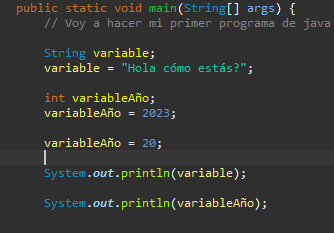 public static void main(String[] args) {
// Voy a hacer mi primer programa de java
String variable;
variable = "Hola cómo estás?";
int variableAño;
variableAño = 2023;
variableAño = 20;
System.out.println(variable);
System.out.println(variableAño);